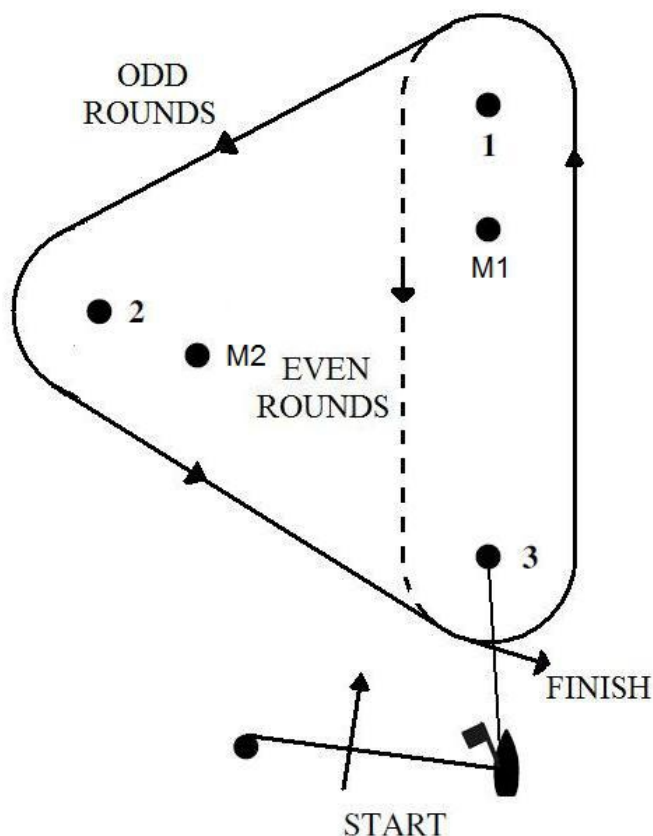 ODD
ROUNDS
1
M1
2
M2
EVEN
ROUNDS
3
FINISH
START